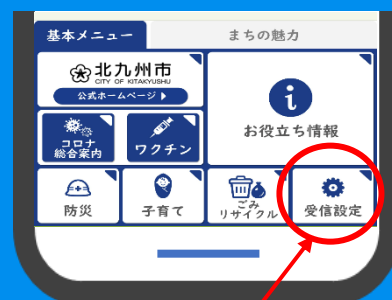 基本メニュー
まちの魅力
北九州市
CITY OF KITAKYUSHU
公式ホームページ
お役立ち情報
コロナ
総合案内
ワクチン
防災
子育て
ごみ
リサイクル
受信設定